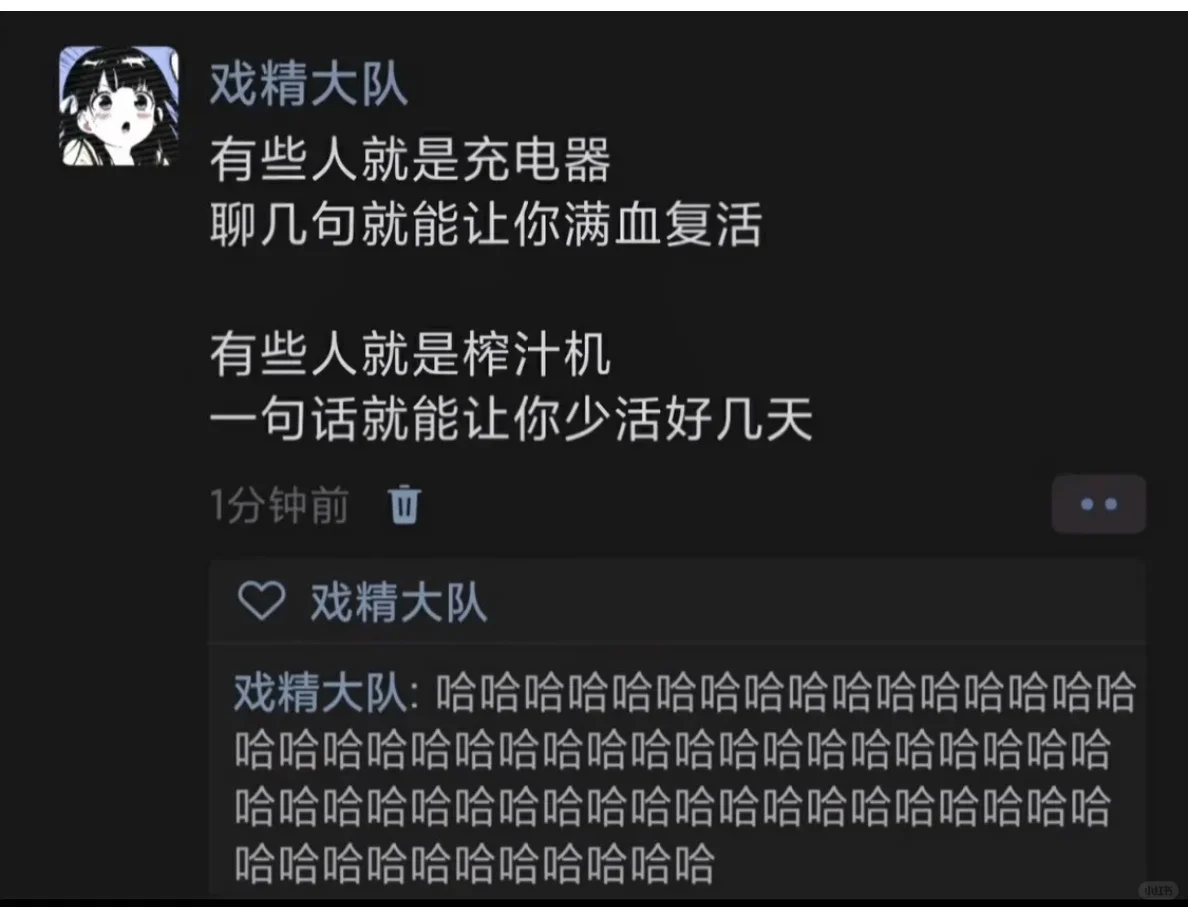 戏精大队
有些人就是充电器
聊几句就能让你满血复活
有些人就是榨汁机
一句话就能让你少活好几天
1分钟前
戏精大队
戏精大队: 哈哈哈哈哈哈哈哈哈哈哈哈哈哈哈哈
哈哈哈哈哈哈哈哈哈哈哈哈哈哈哈哈哈哈哈哈
哈哈哈哈哈哈哈哈哈哈哈哈哈哈哈哈哈哈哈哈
哈哈哈哈哈哈哈哈哈哈哈
小红书